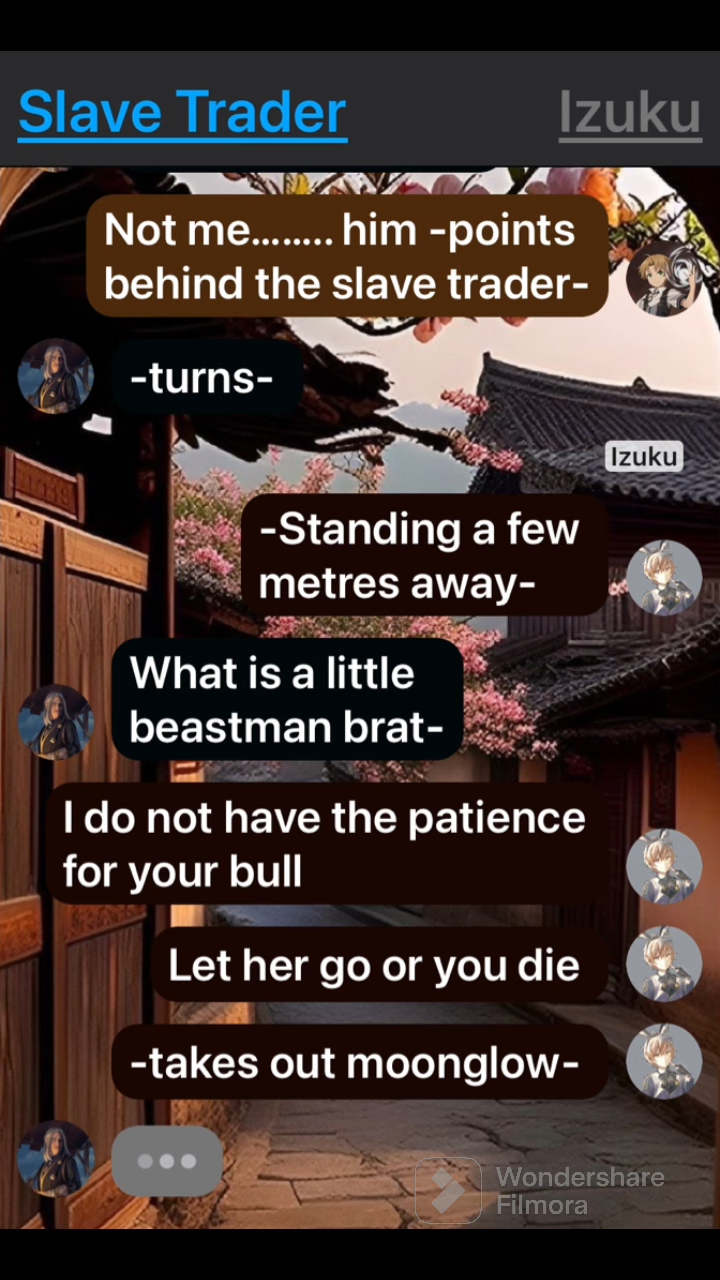 Slave Trader
Izuku
Not me........ him -points
behind the slave trader-
-turns-
Izuku
-Standing a few
metres away-
What is a little
beastman brat-
I do not have the patience
for your bull
Let her go or you die
-takes out moonglow-
Wondershare
Filmora